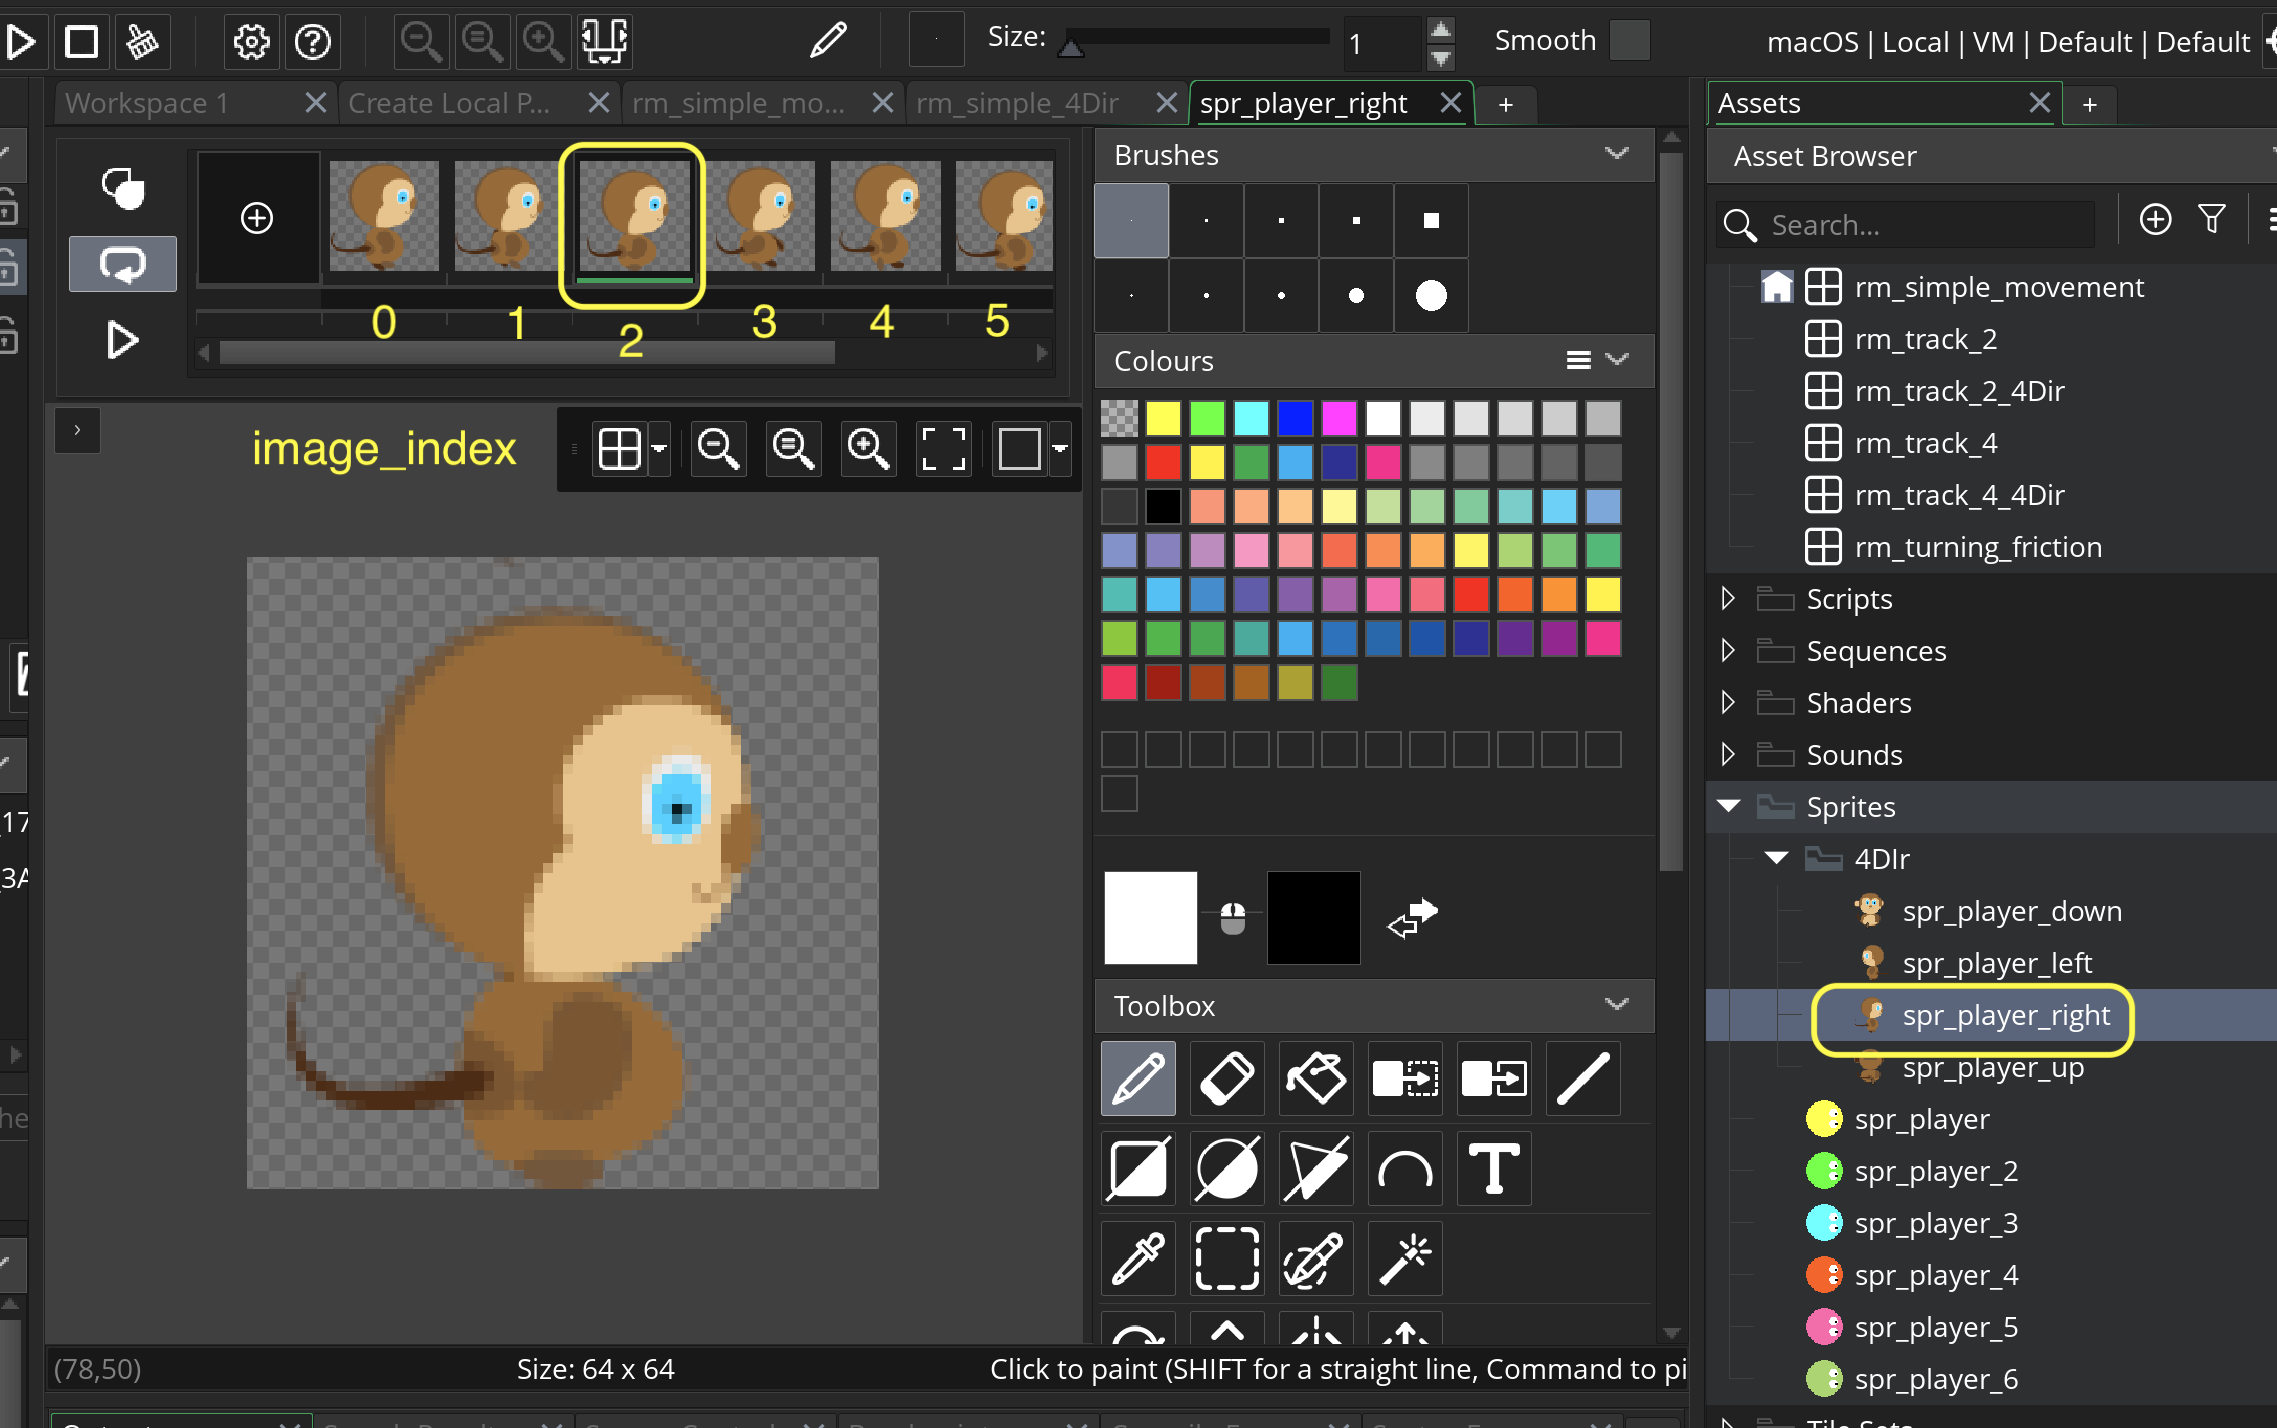 Size:
1
Smooth
macOS | Local | VM | Default | Default
Workspace 1
Create Local P...
rm_simple_mo...
rm_simple_4Dir
spr_player_right
+
Assets
+
0
1
2
3
4
5
image_index
Brushes
Colours
Toolbox
Asset Browser
Search...
rm_simple_movement
rm_track_2
rm_track_2_4Dir
rm_track_4
rm_track_4_4Dir
rm_turning_friction
Scripts
Sequences
Shaders
Sounds
Sprites
4DIr
spr_player_down
spr_player_left
spr_player_right
spr_player_up
spr_player
spr_player_2
spr_player_3
spr_player_4
spr_player_5
spr_player_6
_17
_3A
he
(78,50)
Size: 64 x 64
Click to paint (SHIFT for a straight line, Command to pi